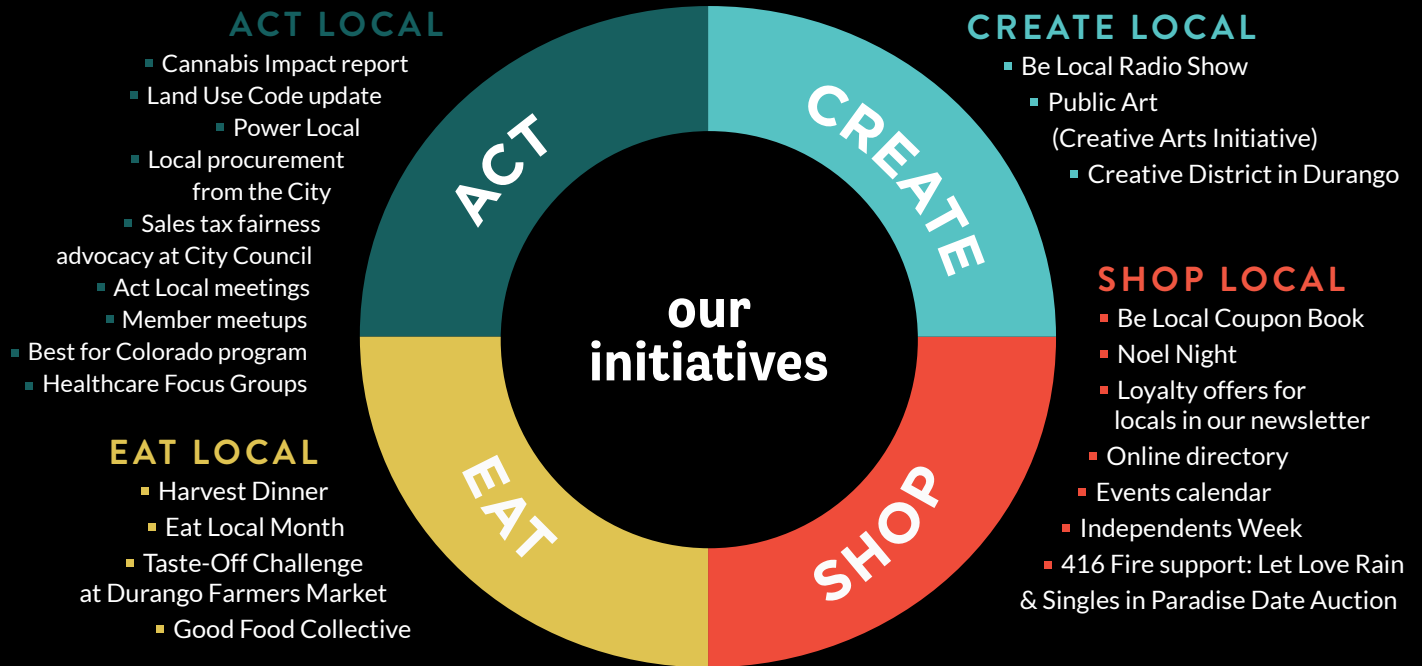 ACT LOCAL
Cannabis Impact report
Land Use Code update
Power Local
Local procurement
from the City
Sales tax fairness
advocacy at City Council
Act Local meetings
Member meetups
Best for Colorado program
Healthcare Focus Groups
EAT LOCAL
Harvest Dinner
Eat Local Month
Taste-Off Challenge
at Durango Farmers Market
Good Food Collective
ACT
CREATE
our
initiatives
EAT
SHOP
CREATE LOCAL
Be Local Radio Show
Public Art
(Creative Arts Initiative)
Creative District in Durango
SHOP LOCAL
Be Local Coupon Book
Noel Night
Loyalty offers for
locals in our newsletter
Online directory
Events calendar
Independents Week
416 Fire support: Let Love Rain
& Singles in Paradise Date Auction